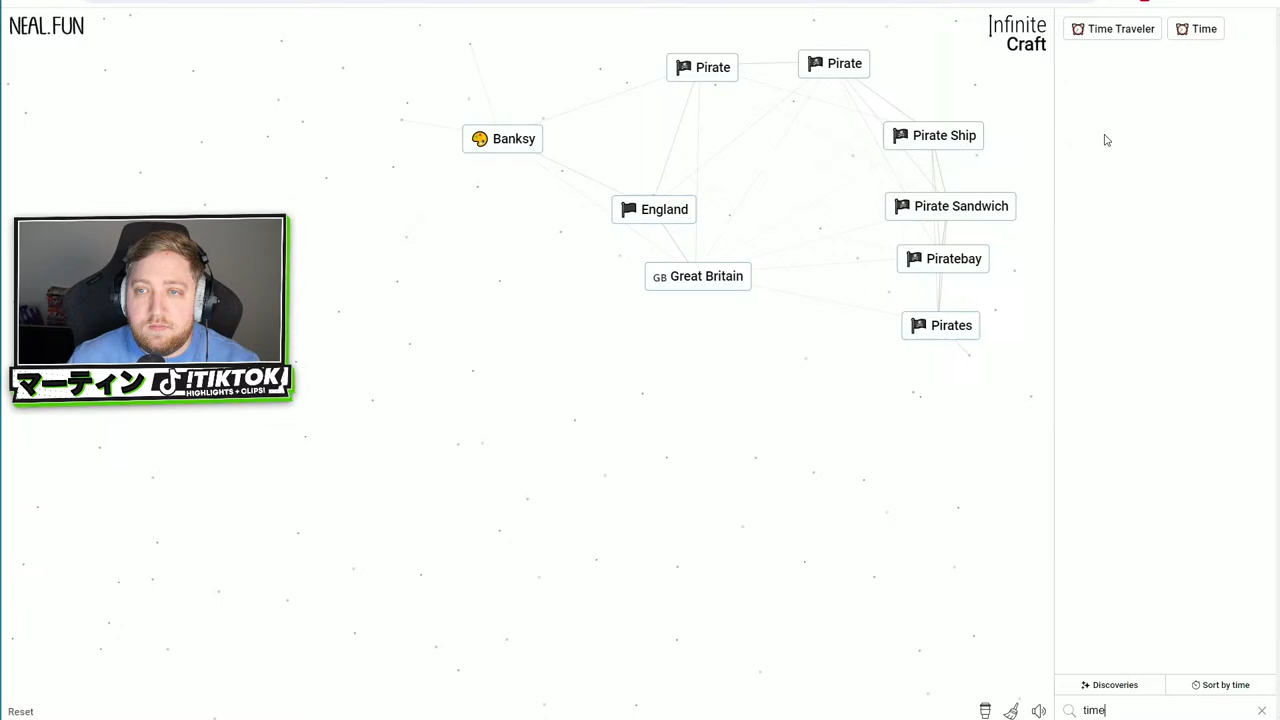 NEAL.FUN
Infinite
Craft
Time Traveler
Time
Pirate
Pirate
Banksy
Pirate Ship
England
Pirate Sandwich
GB Great Britain
Piratebay
Pirates
マーティン
!TIKTOK
HIGHLIGHTS + CLIPS!
Discoveries
Sort by time
Reset
time